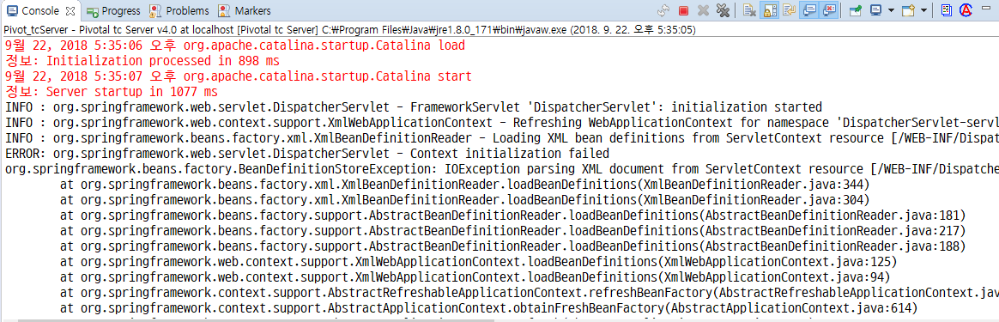 Console Progress Problems Markers
Pivot_tcServer - Pivotal tc Server v4.0 at localhost [Pivotal tc Server] C:₩Program Files₩Java₩jre1.8.0_171₩bin₩javaw.exe (2018. 9. 22. 오후 5:35:05)
9월 22, 2018 5:35:06 오후 org.apache.catalina.startup.Catalina load
정보: Initialization processed in 898 ms
9월 22, 2018 5:35:07 오후 org.apache.catalina.startup.Catalina start
정보: Server startup in 1077 ms
INFO : org.springframework.web.servlet.DispatcherServlet - FrameworkServlet 'DispatcherServlet': initialization started
INFO : org.springframework.web.context.support.XmlWebApplicationContext - Refreshing WebApplicationContext for namespace 'DispatcherServlet-servl
INFO : org.springframework.beans.factory.xml.XmlBeanDefinitionReader - Loading XML bean definitions from ServletContext resource [/WEB-INF/Dispat
ERROR: org.springframework.web.servlet.DispatcherServlet - Context initialization failed
org.springframework.beans.factory.BeanDefinitionStoreException: IOException parsing XML document from ServletContext resource [/WEB-INF/Dispatche
at org.springframework.beans.factory.xml.XmlBeanDefinitionReader.loadBeanDefinitions(XmlBeanDefinitionReader.java:344)
at org.springframework.beans.factory.xml.XmlBeanDefinitionReader.loadBeanDefinitions(XmlBeanDefinitionReader.java:304)
at org.springframework.beans.factory.support.AbstractBeanDefinitionReader.loadBeanDefinitions(AbstractBeanDefinitionReader.java:181)
at org.springframework.beans.factory.support.AbstractBeanDefinitionReader.loadBeanDefinitions(AbstractBeanDefinitionReader.java:217)
at org.springframework.beans.factory.support.AbstractBeanDefinitionReader.loadBeanDefinitions(AbstractBeanDefinitionReader.java:188)
at org.springframework.web.context.support.XmlWebApplicationContext.loadBeanDefinitions(XmlWebApplicationContext.java:125)
at org.springframework.web.context.support.XmlWebApplicationContext.loadBeanDefinitions(XmlWebApplicationContext.java:94)
at org.springframework.context.support.AbstractRefreshableApplicationContext.refreshBeanFactory(AbstractRefreshableApplicationContext.jav
at org.springframework.context.support.AbstractApplicationContext.obtainFreshBeanFactory(AbstractApplicationContext.java:614)